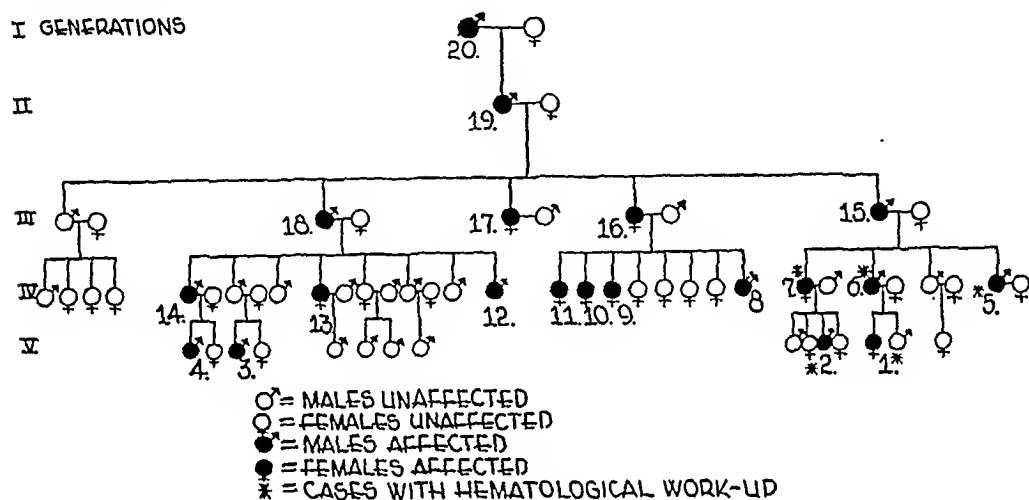 I GENERATIONS
20.
II
19.
III
18.
17.
16.
15.
IV
14.
13.
12.
11.
10.
9.
8
7.
*
6.
*
*5.
V
4.
3.
*2.
1.*
♂ = MALES UNAFFECTED
♀ = FEMALES UNAFFECTED
♂ = MALES AFFECTED
♀ = FEMALES AFFECTED
* = CASES WITH HEMATOLOGICAL WORK-UP